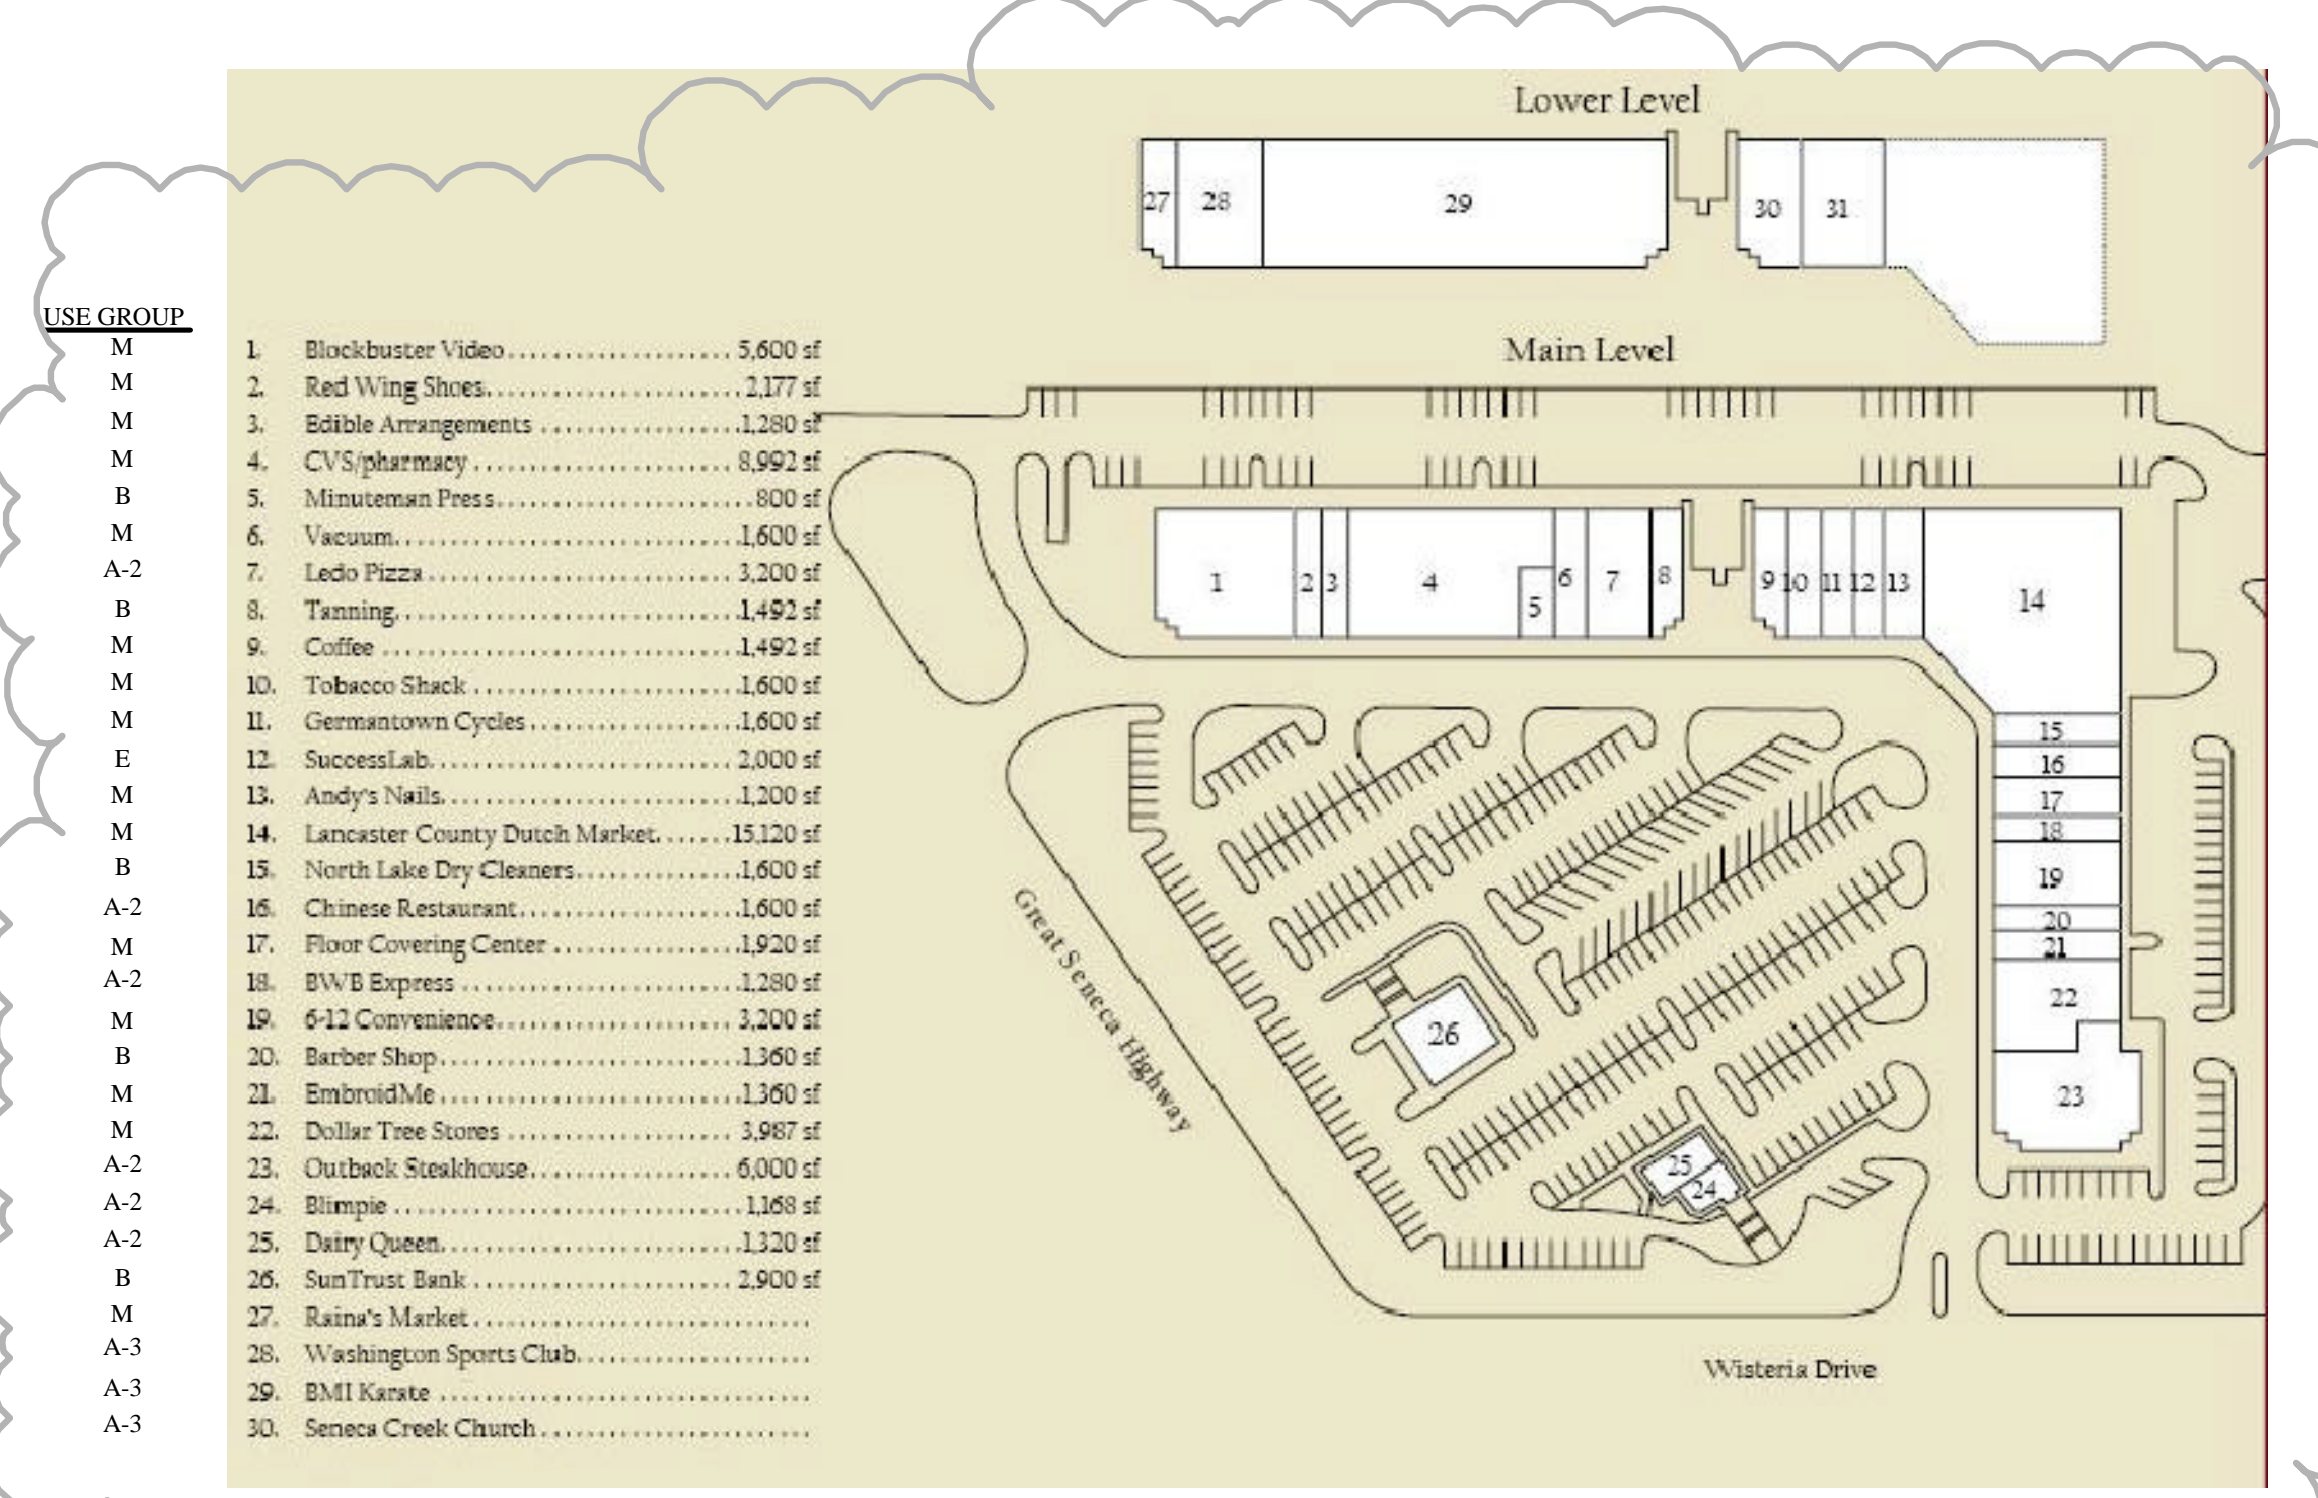 Lower Level
27 28 29 30 31
USE GROUP
Main Level
M 1. Blockbuster Video 5,600 sf
M 2. Red Wing Shoes 2,177 sf
M 3. Edible Arrangements 1,280 sf
M 4. CVS/pharmacy 8,992 sf
B 5. Minuteman Press 800 sf
M 6. Vacuum 1,600 sf
A-2 7. Ledo Pizza 3,200 sf
B 8. Tanning 1,492 sf
M 9. Coffee 1,492 sf
M 10. Tobacco Shack 1,600 sf
M 11. Germantown Cycles 1,600 sf
E 12. SuccessLab 2,000 sf
M 13. Andy's Nails 1,200 sf
M 14. Lancaster County Dutch Market 15,120 sf
B 15. North Lake Dry Cleaners 1,600 sf
A-2 16. Chinese Restaurant 1,600 sf
M 17. Floor Covering Center 1,920 sf
A-2 18. BWB Express 1,280 sf
M 19. 6-12 Convenience 3,200 sf
B 20. Barber Shop 1,360 sf
M 21. EmbroidMe 1,360 sf
M 22. Dollar Tree Stores 3,987 sf
A-2 23. Outback Steakhouse 6,000 sf
A-2 24. Blimpie 1,168 sf
A-2 25. Dairy Queen 1,320 sf
B 26. SunTrust Bank 2,900 sf
M 27. Raina's Market
A-3 28. Washington Sports Club
A-3 29. BMI Karate
A-3 30. Seneca Creek Church
1 2 3 4 5 6 7 8 9 10 11 12 13 14
15
16
17
18
19
20
21
22
23
26
25
24
Great Seneca Highway
Wisteria Drive